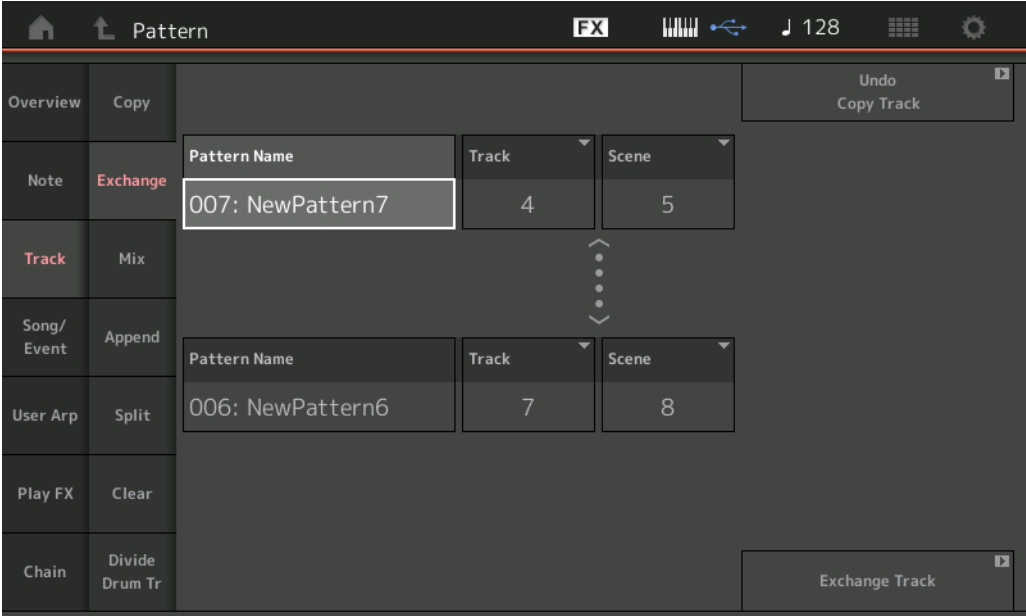 Pattern
FX
♩ 128
Overview
Copy
Undo
Copy Track
Note
Exchange
Pattern Name
Track
Scene
007: NewPattern7
4
5
Track
Mix
Song/
Event
Append
Pattern Name
Track
Scene
006: NewPattern6
7
8
User Arp
Split
Play FX
Clear
Chain
Divide
Drum Tr
Exchange Track